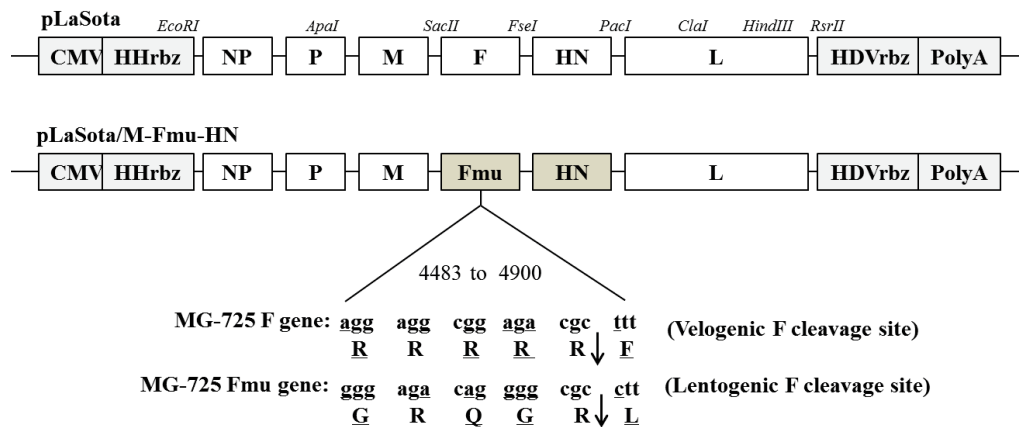 pLaSota
EcoRI ApaI SacII FseI PacI ClaI HindIII RsrII
CMV HHrbz NP P M F HN L HDVrbz PolyA
pLaSota/M-Fmu-HN
CMV HHrbz NP P M Fmu HN L HDVrbz PolyA
4483 to 4900
MG-725 F gene: agg agg cgg aga cgc ttt (Velogenic F cleavage site)
R R R R R F
MG-725 Fmu gene: ggg aga cag ggg cgc ctt (Lentogenic F cleavage site)
G R Q G R L